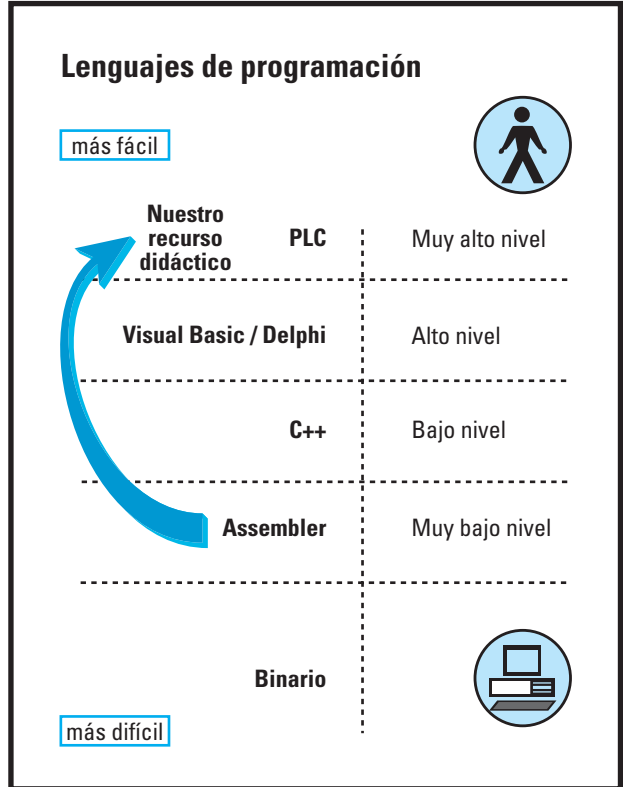 Lenguajes de programación
más fácil
Nuestro
recurso
didáctico
PLC
Muy alto nivel
Visual Basic / Delphi
Alto nivel
C++
Bajo nivel
Assembler
Muy bajo nivel
Binario
más difícil